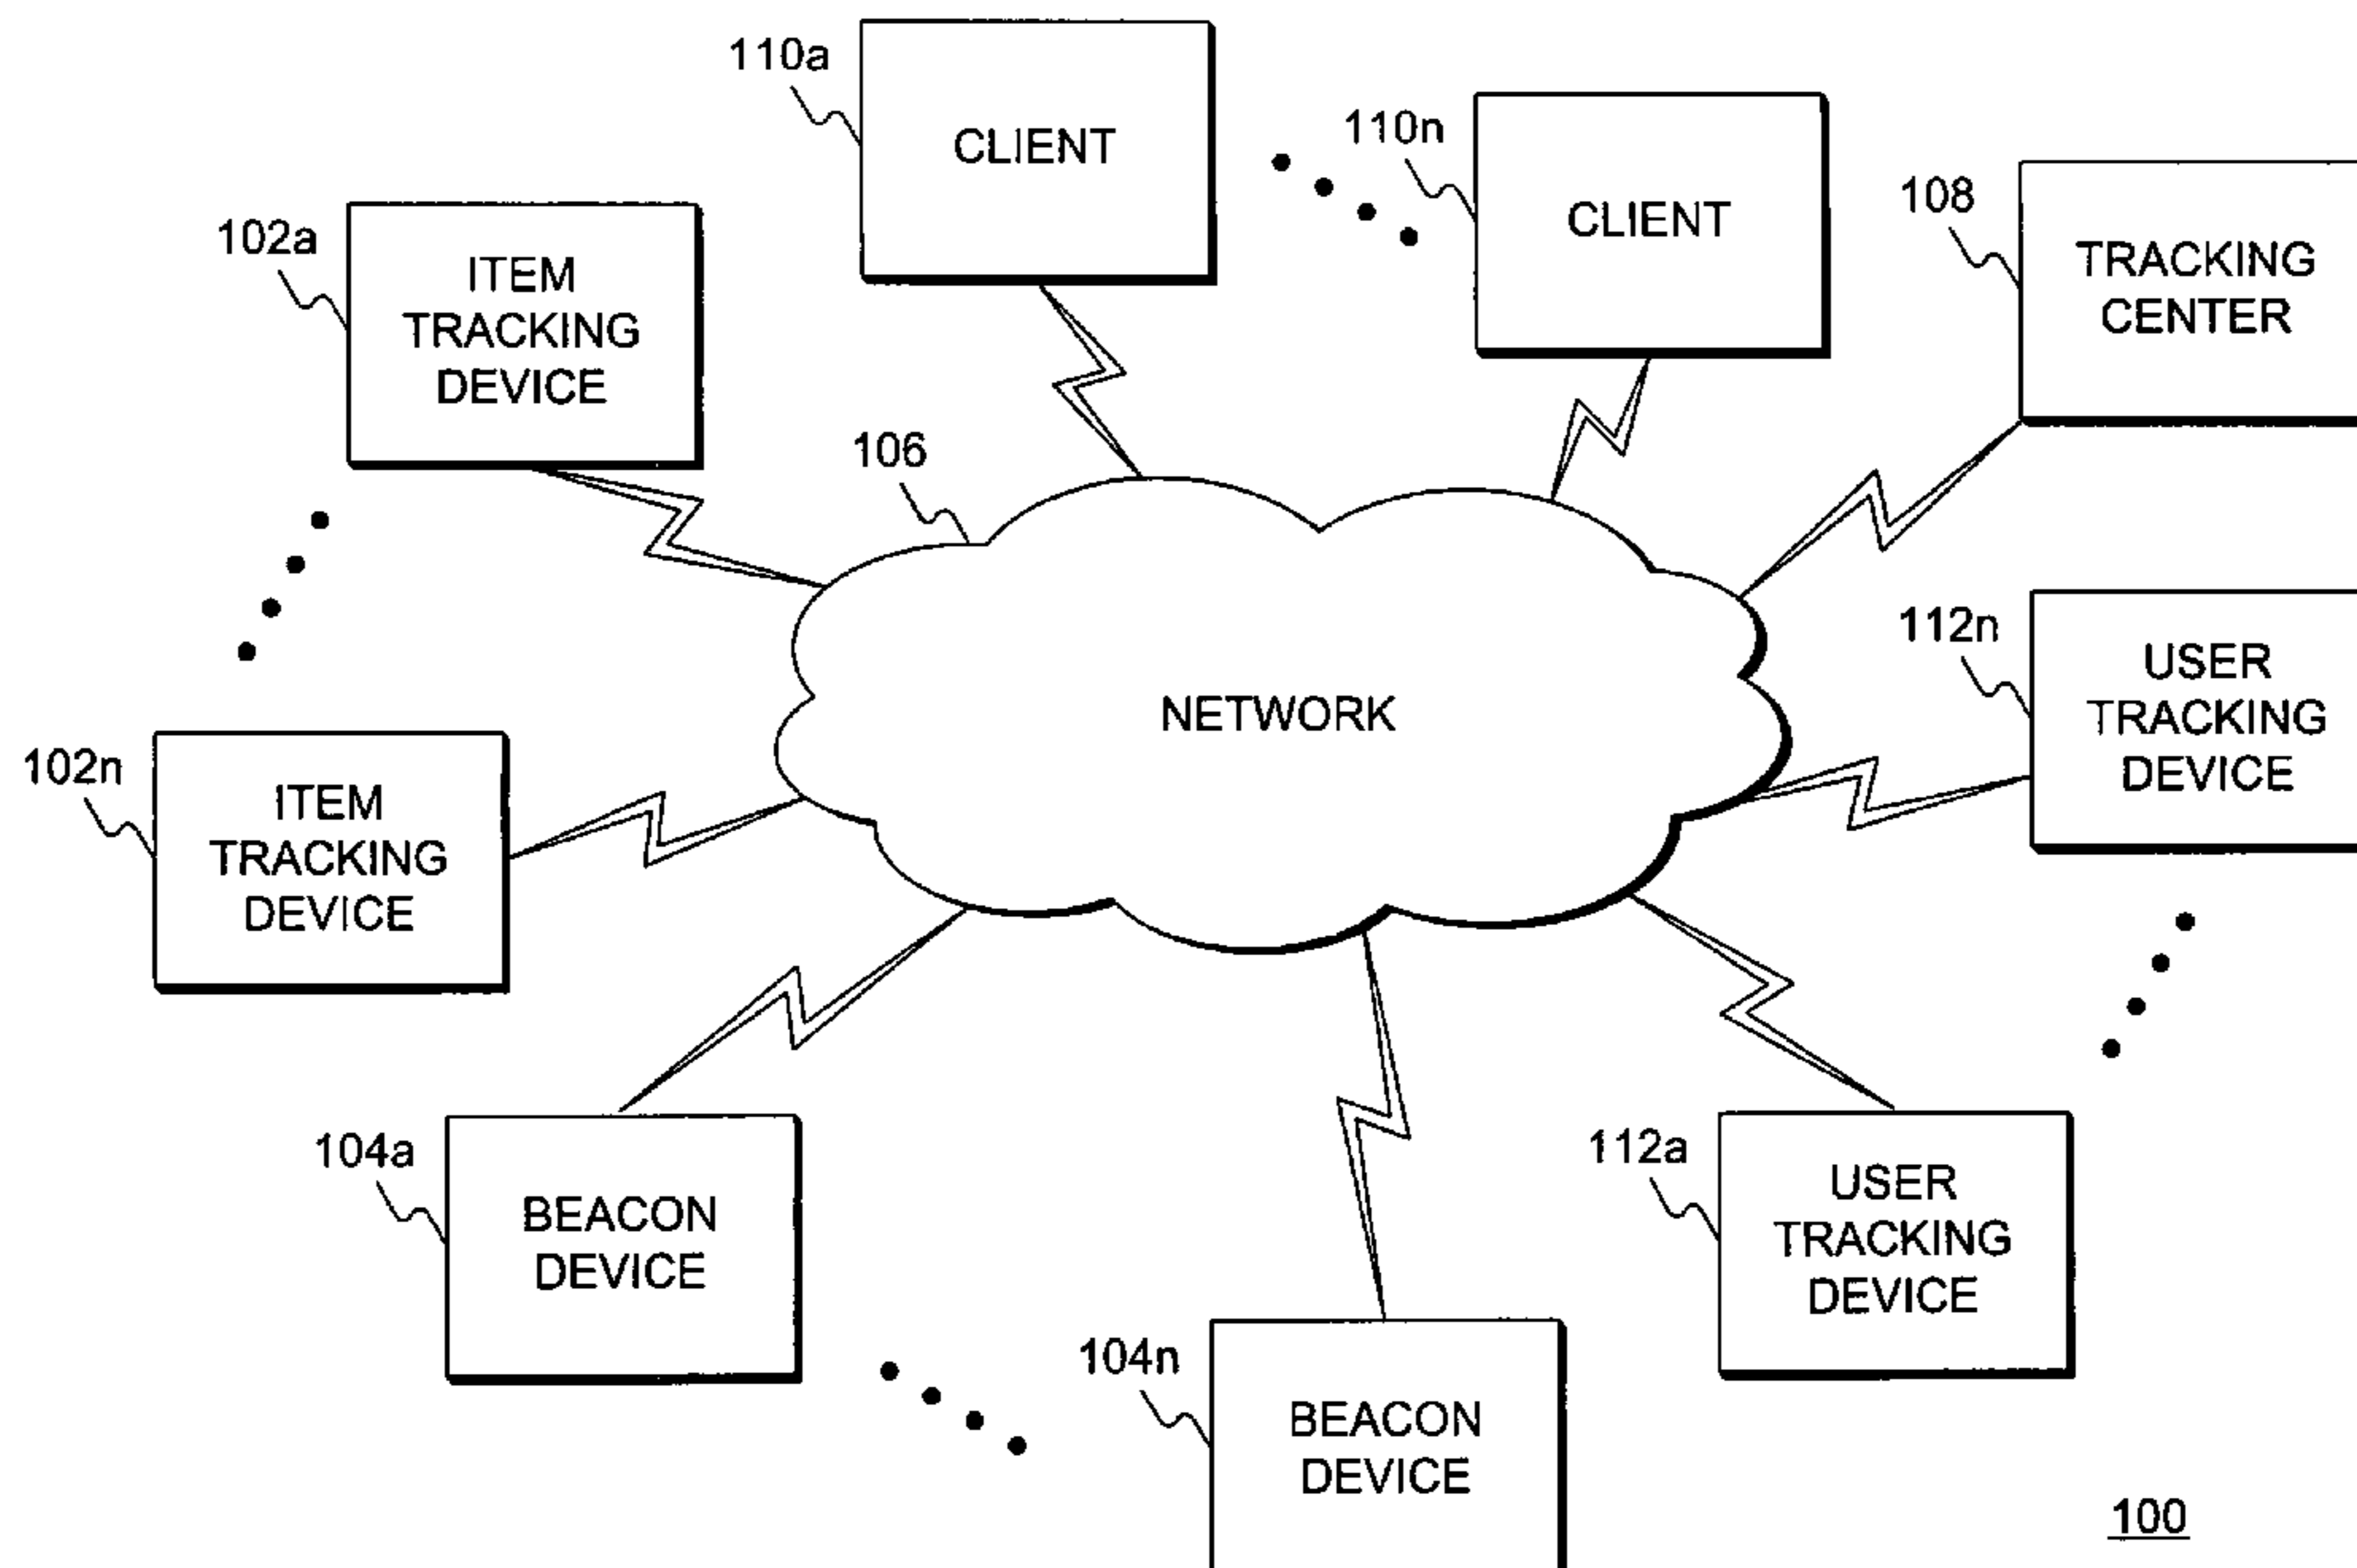 110a
CLIENT
110n
CLIENT
108
TRACKING
CENTER
102a
ITEM
TRACKING
DEVICE
106
NETWORK
112n
USER
TRACKING
DEVICE
102n
ITEM
TRACKING
DEVICE
104a
BEACON
DEVICE
104n
BEACON
DEVICE
112a
USER
TRACKING
DEVICE
100